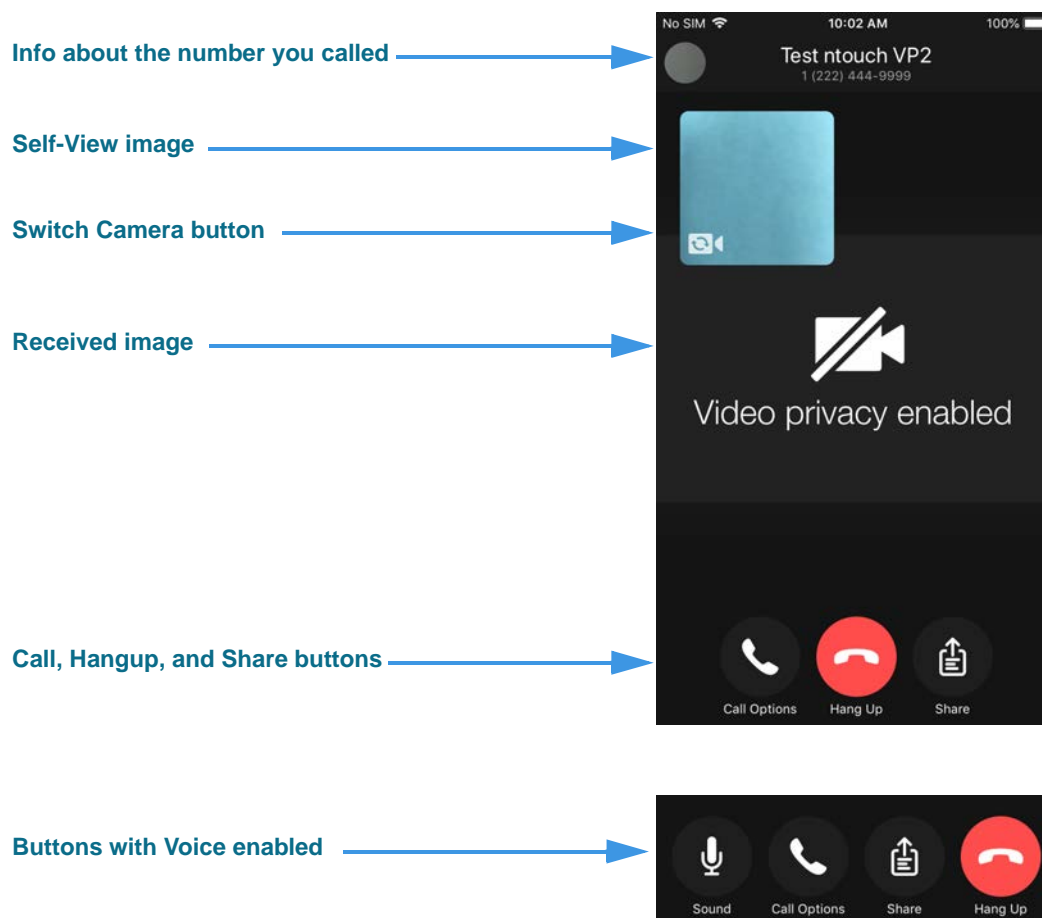 No SIM 10:02 AM 100%
Info about the number you called
Test ntouch VP2
1 (222) 444-9999
Self-View image
Switch Camera button
Received image
Video privacy enabled
Call, Hangup, and Share buttons
Call Options Hang Up Share
Buttons with Voice enabled
Sound Call Options Share Hang Up